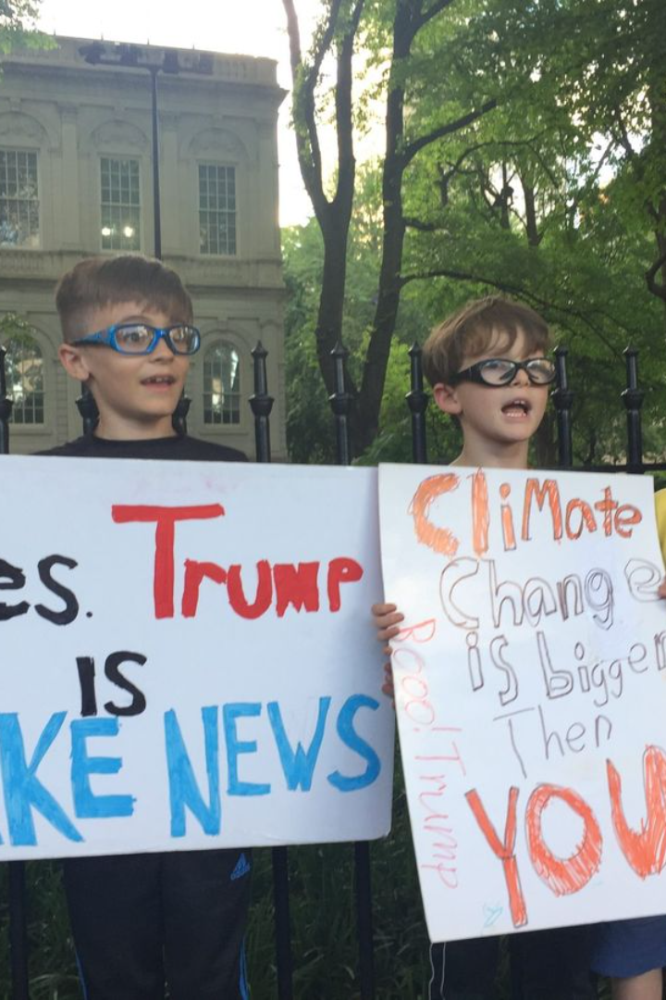 es. Trump
is
KE NEWS
CliMate
Change
is bigger
Then
YOU
Booo! Trump